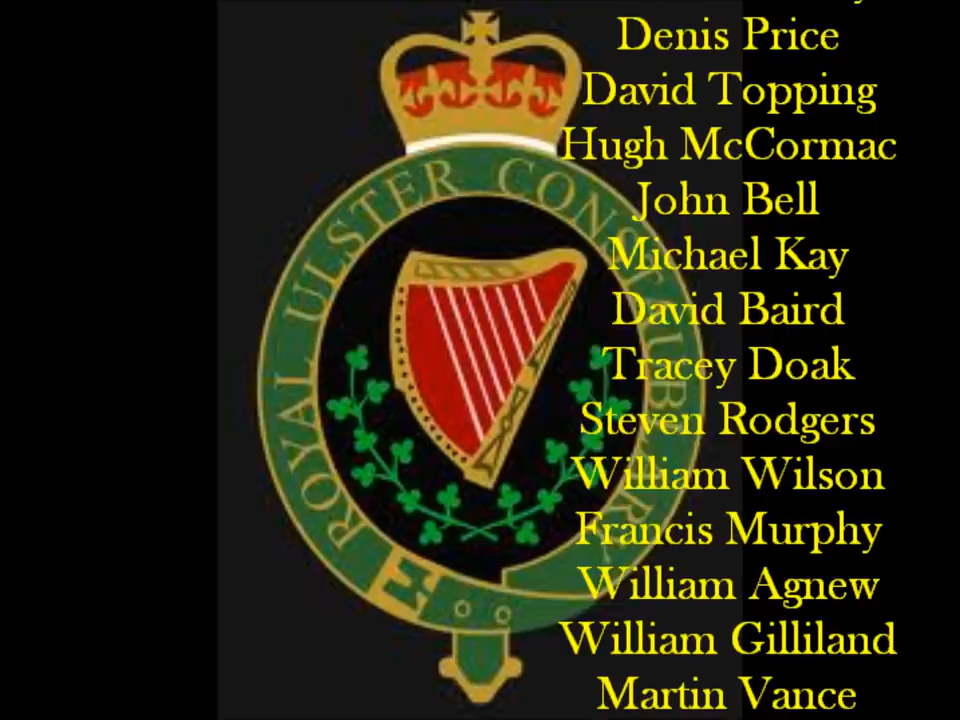 Denis Price
David Topping
Hugh McCormac
John Bell
Michael Kay
David Baird
Tracey Doak
Steven Rodgers
William Wilson
Francis Murphy
William Agnew
William Gilliland
Martin Vance
ROYAL ULSTER CONSTABULARY